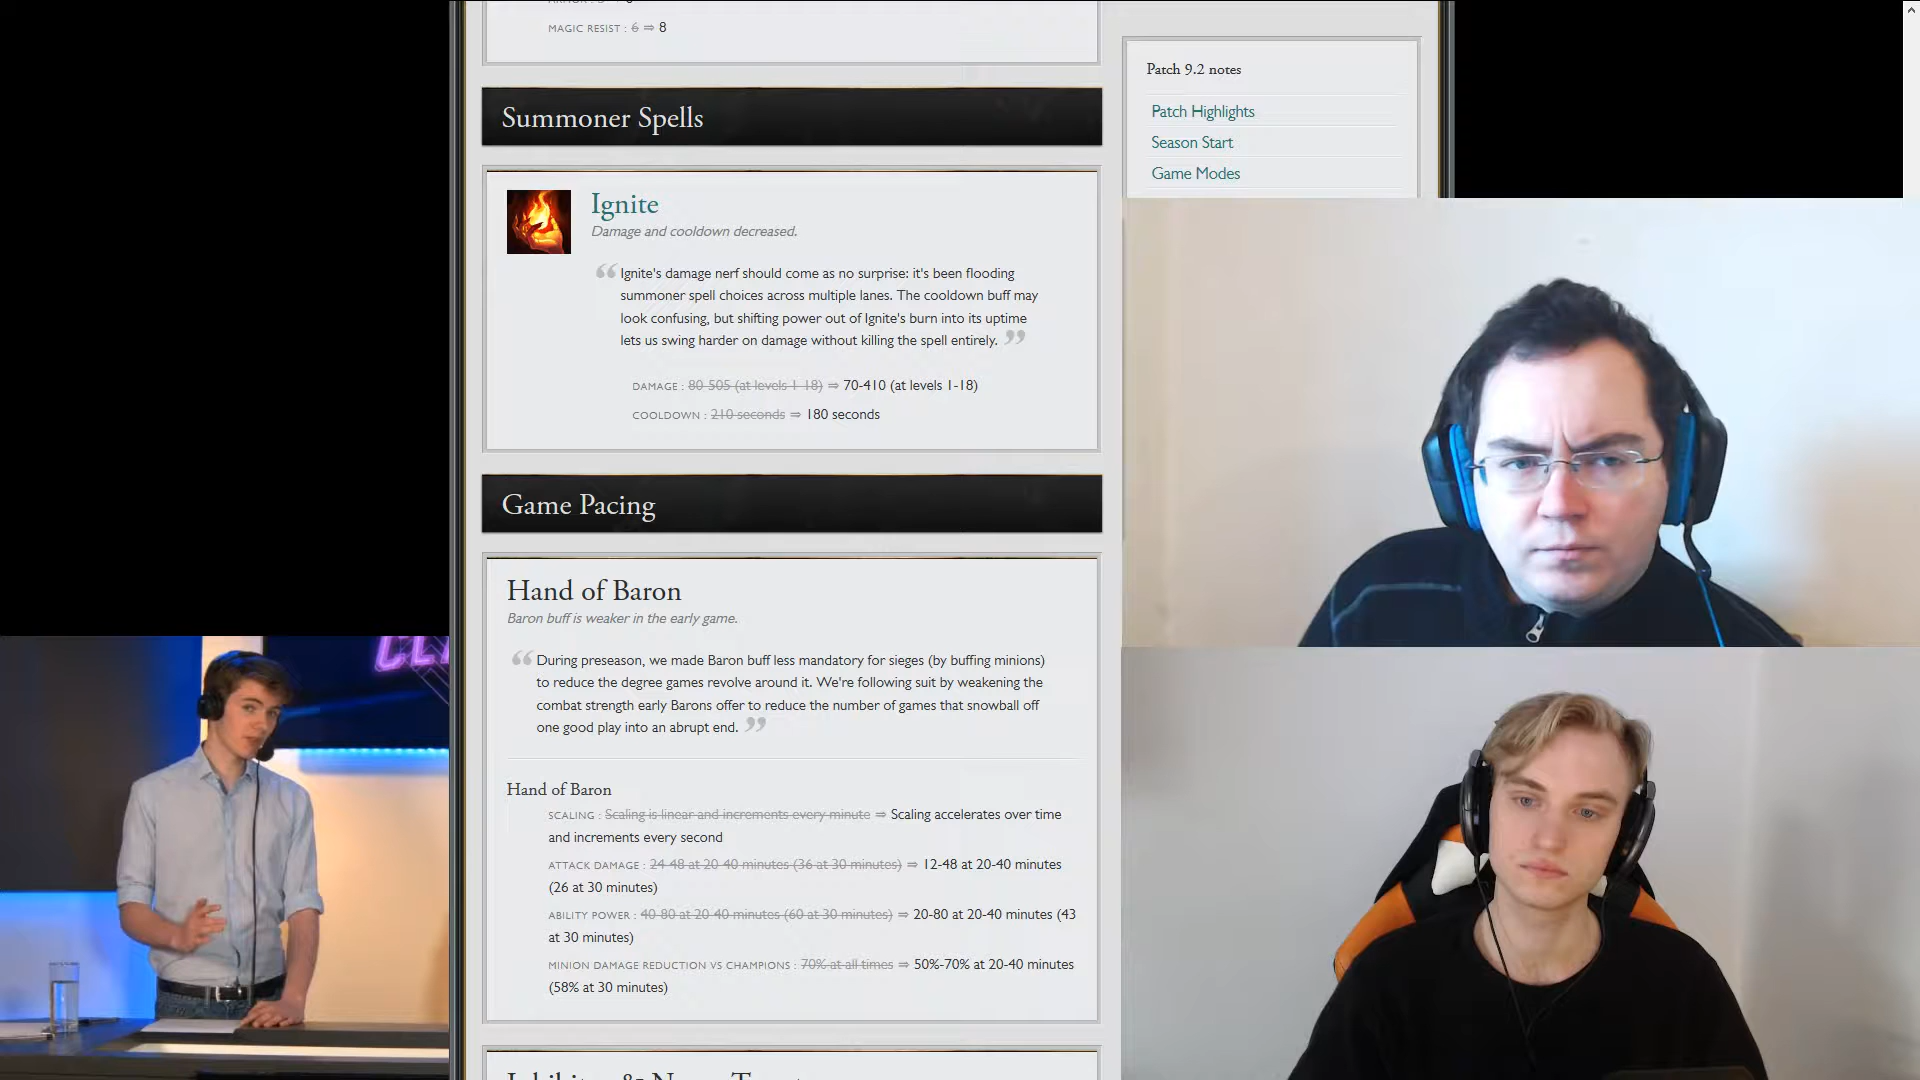 MAGIC RESIST : 6 ⇒ 8
Summoner Spells
Ignite
Damage and cooldown decreased.
“ Ignite's damage nerf should come as no surprise: it's been flooding
summoner spell choices across multiple lanes. The cooldown buff may
look confusing, but shifting power out of Ignite's burn into its uptime
lets us swing harder on damage without killing the spell entirely. ”
DAMAGE : 80-505 (at levels 1-18) ⇒ 70-410 (at levels 1-18)
COOLDOWN : 210 seconds ⇒ 180 seconds
Game Pacing
Hand of Baron
Baron buff is weaker in the early game.
“ During preseason, we made Baron buff less mandatory for sieges (by buffing minions)
to reduce the degree games revolve around it. We're following suit by weakening the
combat strength early Barons offer to reduce the number of games that snowball off
one good play into an abrupt end. ”
Hand of Baron
SCALING : Scaling is linear and increments every minute ⇒ Scaling accelerates over time
and increments every second
ATTACK DAMAGE : 24-48 at 20-40 minutes (36 at 30 minutes) ⇒ 12-48 at 20-40 minutes
(26 at 30 minutes)
ABILITY POWER : 40-80 at 20-40 minutes (60 at 30 minutes) ⇒ 20-80 at 20-40 minutes (43
at 30 minutes)
MINION DAMAGE REDUCTION VS CHAMPIONS : 70% at all times ⇒ 50%-70% at 20-40 minutes
(58% at 30 minutes)
Patch 9.2 notes
Patch Highlights
Season Start
Game Modes